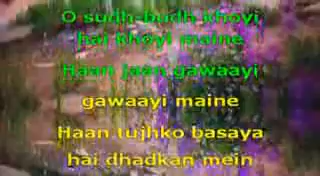 O sudh-budh khoyi
hai khoyi maine
Haan jaan gawaayi
gawaayi maine
Haan tujhko basaya
hai dhadkan mein